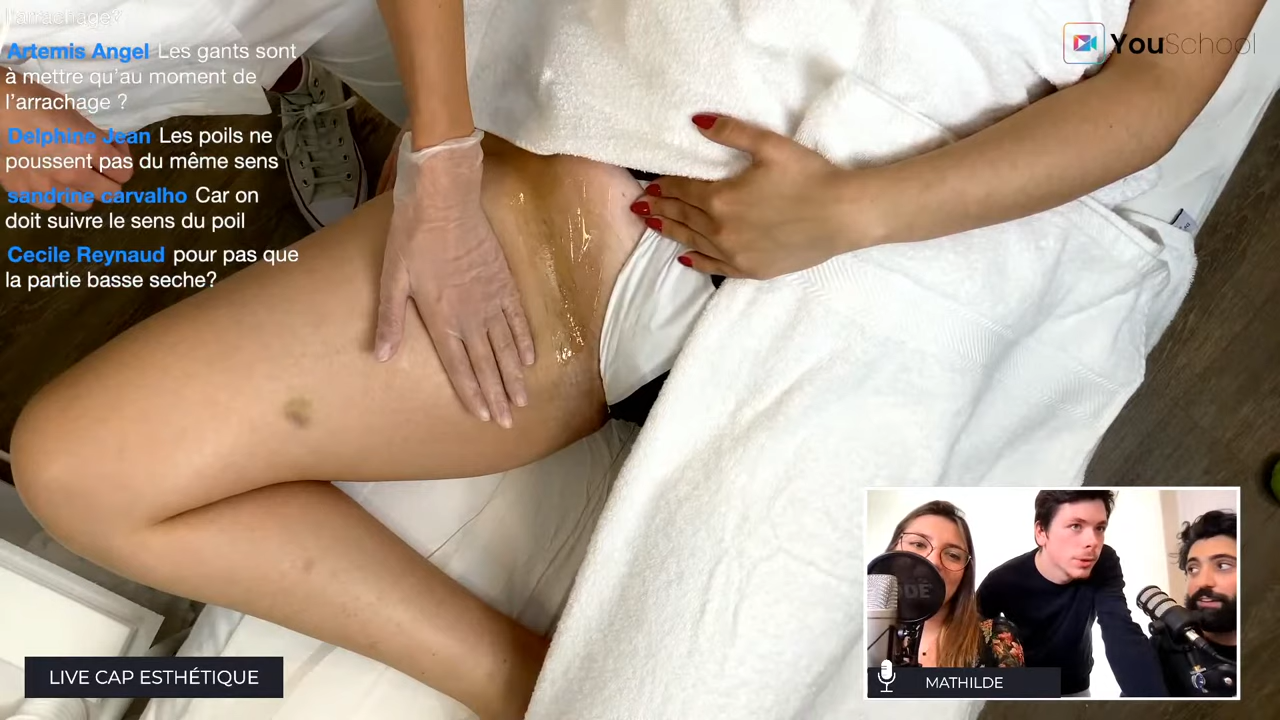 l'arrachage*
Artemis Angel Les gants sont
à mettre qu'au moment de
l'arrachage ?
Delphine Jean Les poils ne
poussent pas du même sens
sandrine carvalho Car on
doit suivre le sens du poil
Cecile Reynaud pour pas que
la partie basse seche?
YouSchool
LIVE CAP ESTHÉTIQUE
MATHILDE